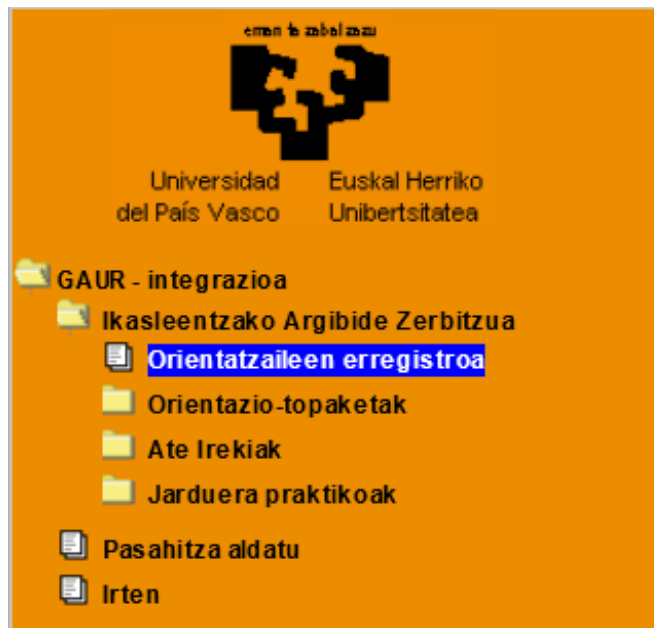 eman ta zabal zazu
Universidad Euskal Herriko
del País Vasco Unibertsitatea
GAUR - integrazioa
Ikasleentzako Argibide Zerbitzua
Orientatzaileen erregistroa
Orientazio-topaketak
Ate Irekiak
Jarduera praktikoak
Pasahitza aldatu
Irten